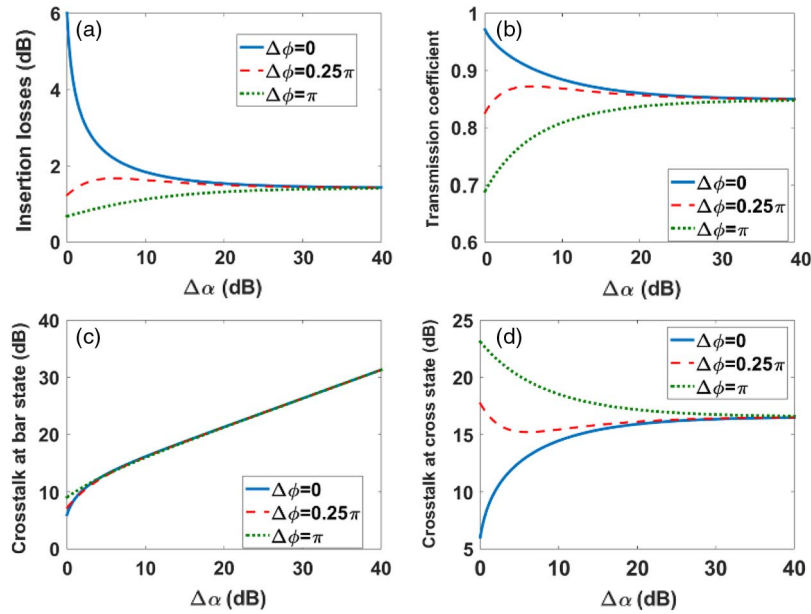 (a)
Insertion losses (dB)
6
4
2
0
Δϕ=0
Δϕ=0.25π
Δϕ=π
0 10 20 30 40
Δα (dB)
(b)
Transmission coefficient
1
0.9
0.8
0.7
0.6
Δϕ=0
Δϕ=0.25π
Δϕ=π
0 10 20 30 40
Δα (dB)
(c)
Crosstalk at bar state (dB)
40
30
20
10
0
Δϕ=0
Δϕ=0.25π
Δϕ=π
0 10 20 30 40
Δα (dB)
(d)
Crosstalk at cross state (dB)
25
20
15
10
5
Δϕ=0
Δϕ=0.25π
Δϕ=π
0 10 20 30 40
Δα (dB)